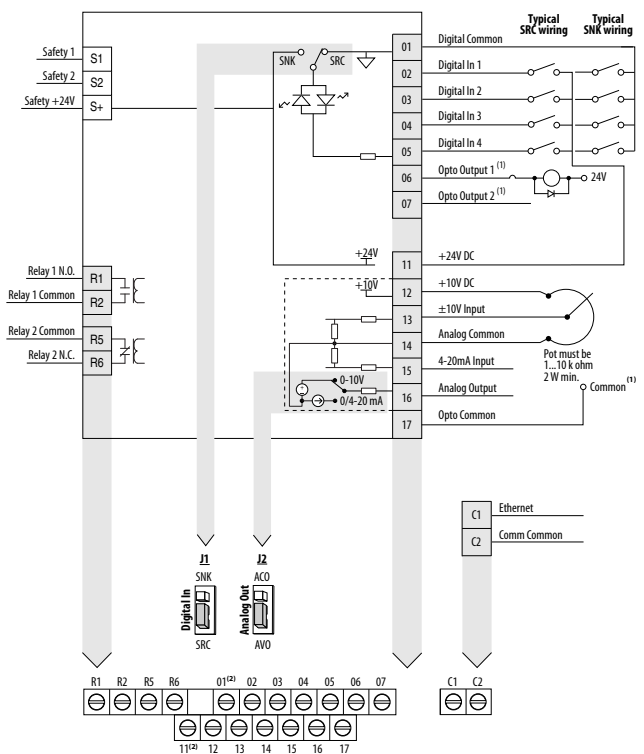 Typical SRC wiring
Typical SNK wiring
Safety 1
S1
Safety 2
S2
Safety +24V
S+
SNK
SRC
01
Digital Common
02
Digital In 1
03
Digital In 2
04
Digital In 3
05
Digital In 4
06
Opto Output 1 (1)
24V
07
Opto Output 2 (1)
+24V
11
+24V DC
+10V
12
+10V DC
13
±10V Input
14
Analog Common
15
4-20mA Input
16
Analog Output
17
Opto Common
Pot must be
1...10 k ohm
2 W min.
Common (1)
0-10V
0/4-20 mA
Relay 1 N.O.
R1
Relay 1 Common
R2
Relay 2 Common
R5
Relay 2 N.C.
R6
C1
Ethernet
C2
Comm Common
J1
SNK
Digital In
SRC
J2
ACO
Analog Out
AVO
R1 R2 R5 R6 01(2) 02 03 04 05 06 07
C1 C2
11(2) 12 13 14 15 16 17